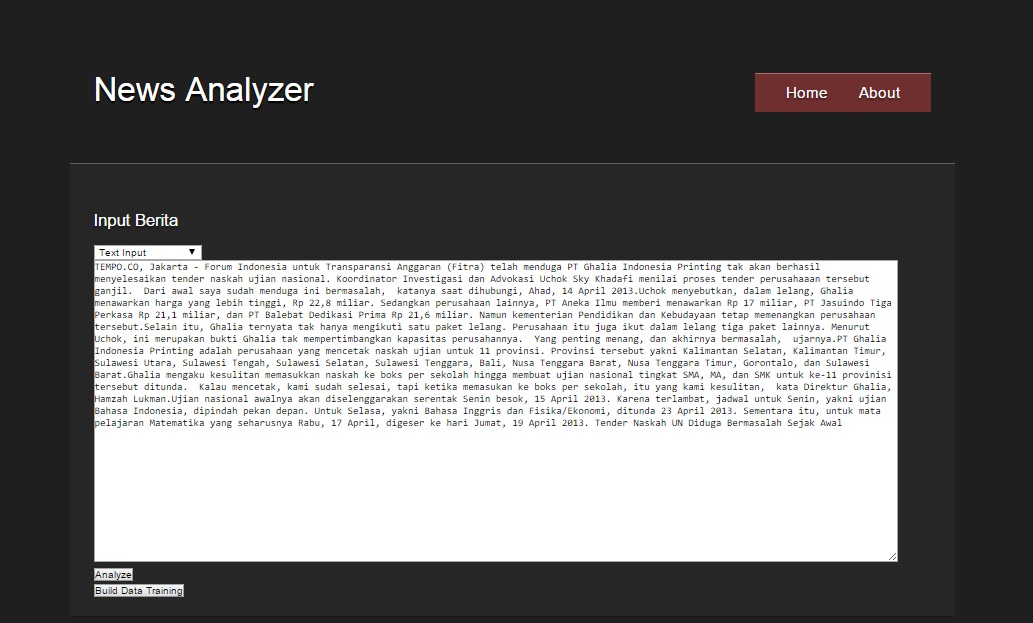 News Analyzer
Home
About
Input Berita
Text Input
TEMPO.CO, Jakarta - Forum Indonesia untuk Transparansi Anggaran (Fitra) telah menduga PT Ghalia Indonesia Printing tak akan berhasil
menyelesaikan tender naskah ujian nasional. Koordinator Investigasi dan Advokasi Uchok Sky Khadafi menilai proses tender perusahaaan tersebut
ganjil.  Dari awal saya sudah menduga ini bermasalah,  katanya saat dihubungi, Ahad, 14 April 2013.Uchok menyebutkan, dalam lelang, Ghalia
menawarkan harga yang lebih tinggi, Rp 22,8 miliar. Sedangkan perusahaan lainnya, PT Aneka Ilmu memberi menawarkan Rp 17 miliar, PT Jasuindo Tiga
Perkasa Rp 21,1 miliar, dan PT Balebat Dedikasi Prima Rp 21,6 miliar. Namun kementerian Pendidikan dan Kebudayaan tetap memenangkan perusahaan
tersebut.Selain itu, Ghalia ternyata tak hanya mengikuti satu paket lelang. Perusahaan itu juga ikut dalam lelang tiga paket lainnya. Menurut
Uchok, ini merupakan bukti Ghalia tak mempertimbangkan kapasitas perusahannya.  Yang penting menang, dan akhirnya bermasalah,  ujarnya.PT Ghalia
Indonesia Printing adalah perusahaan yang mencetak naskah ujian untuk 11 provinsi. Provinsi tersebut yakni Kalimantan Selatan, Kalimantan Timur,
Sulawesi Utara, Sulawesi Tengah, Sulawesi Selatan, Sulawesi Tenggara, Bali, Nusa Tenggara Barat, Nusa Tenggara Timur, Gorontalo, dan Sulawesi
Barat.Ghalia mengaku kesulitan memasukkan naskah ke boks per sekolah hingga membuat ujian nasional tingkat SMA, MA, dan SMK untuk ke-11 provinisi
tersebut ditunda.  Kalau mencetak, kami sudah selesai, tapi ketika memasukan ke boks per sekolah, itu yang kami kesulitan,  kata Direktur Ghalia,
Hamzah Lukman.Ujian nasional awalnya akan diselenggarakan serentak Senin besok, 15 April 2013. Karena terlambat, jadwal untuk Senin, yakni ujian
Bahasa Indonesia, dipindah pekan depan. Untuk Selasa, yakni Bahasa Inggris dan Fisika/Ekonomi, ditunda 23 April 2013. Sementara itu, untuk mata
pelajaran Matematika yang seharusnya Rabu, 17 April, digeser ke hari Jumat, 19 April 2013. Tender Naskah UN Diduga Bermasalah Sejak Awal
Analyze
Build Data Training